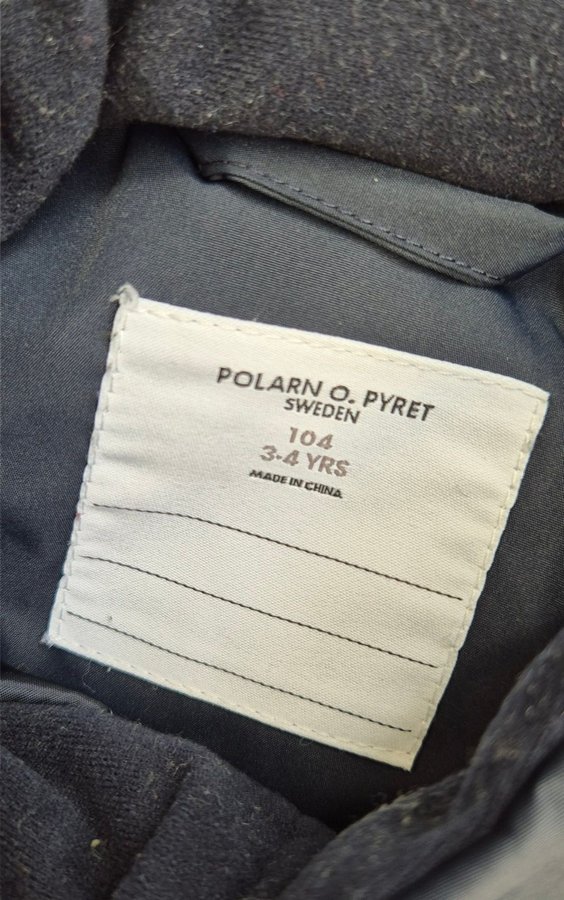 POLARN O. PYRET
SWEDEN
104
3-4 YRS
MADE IN CHINA